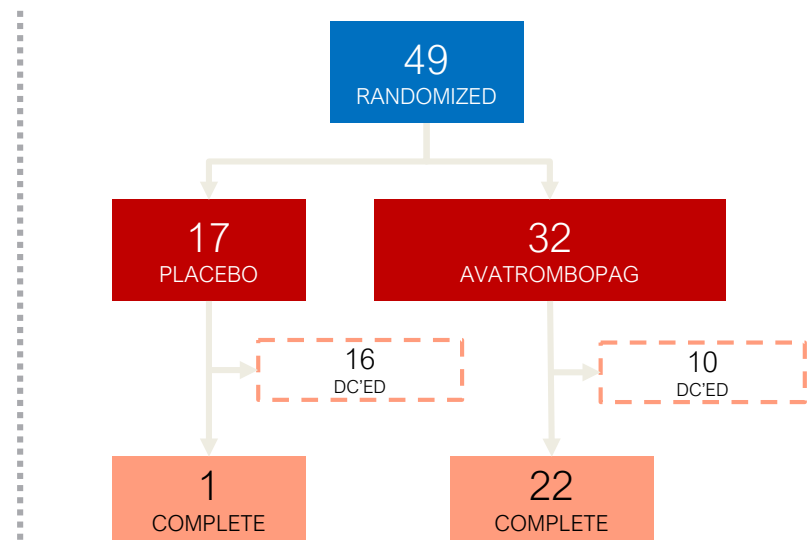 49
RANDOMIZED
17
PLACEBO
32
AVATROMBOPAG
16
DC'ED
10
DC'ED
1
COMPLETE
22
COMPLETE